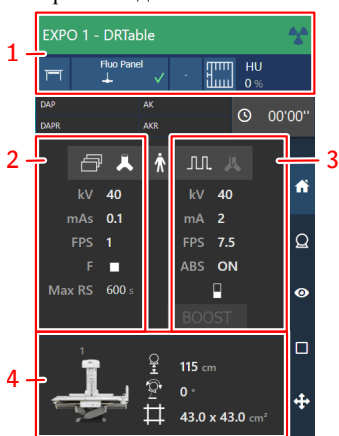 EXPO 1 - DRTable
1
Fluo Panel
HU
0 %
DAP
AK
00'00''
DAPR
AKR
2
3
kV 40
kV 40
mAs 0.1
mA 2
FPS 1
FPS 7.5
F
ABS ON
Max RS 600 s
BOOST
1
115 cm
4
0 °
43.0 x 43.0 cm²